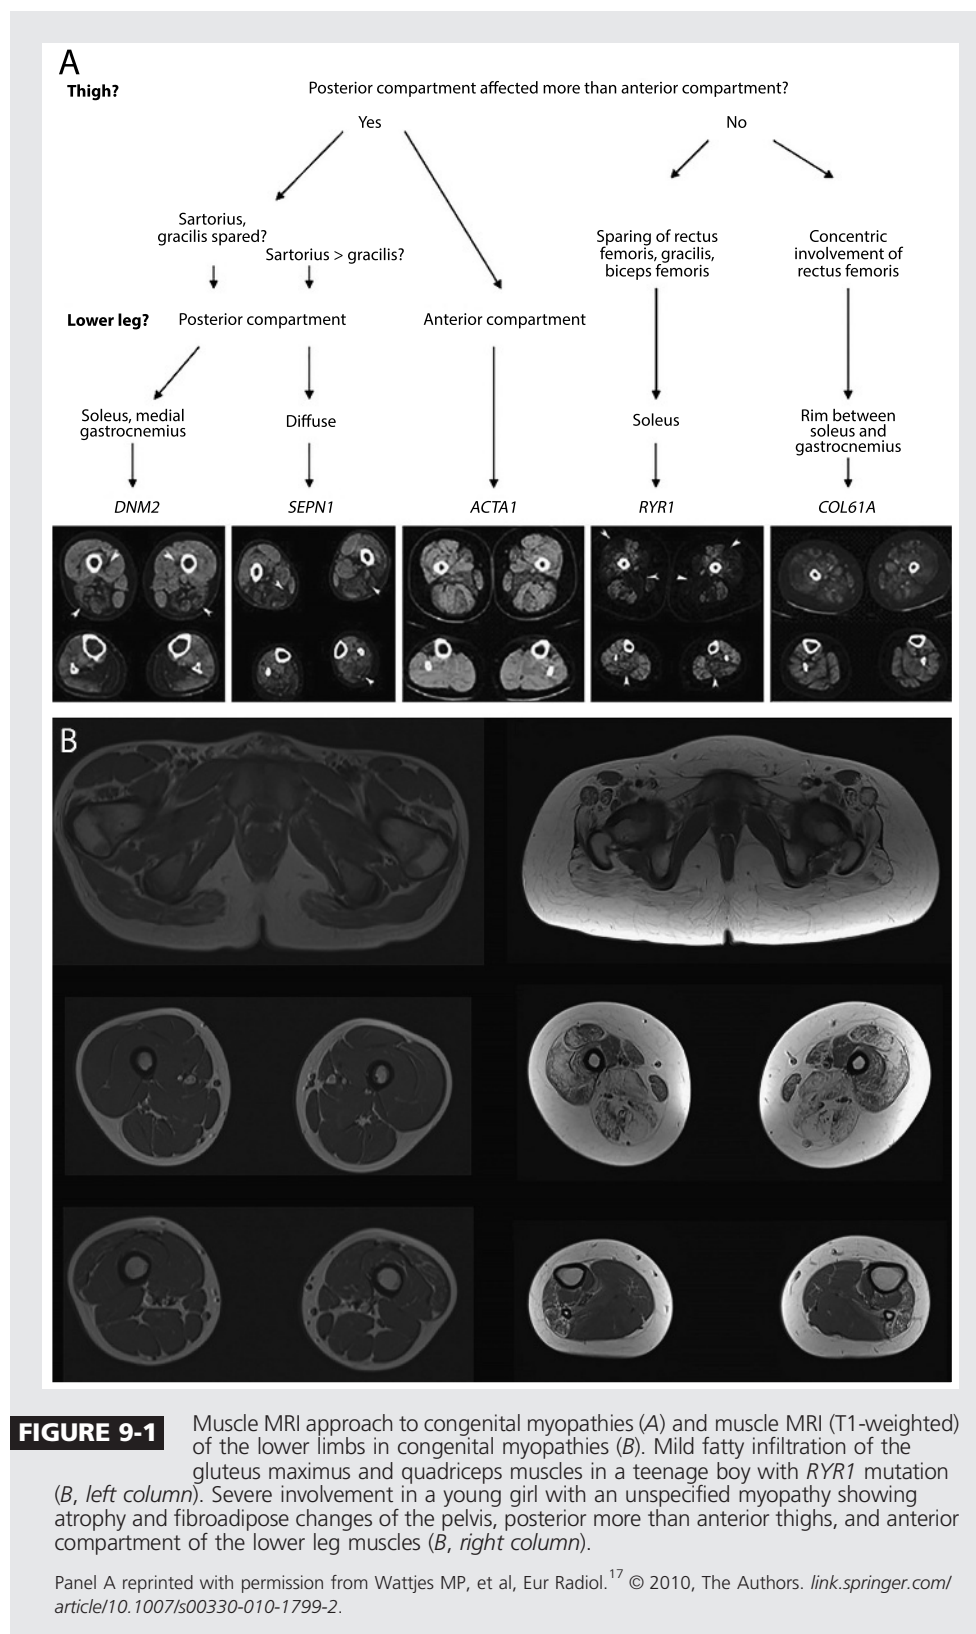 A
Thigh?
Posterior compartment affected more than anterior compartment?
Yes
No
Sartorius,
gracilis spared?
Sartorius > gracilis?
Sparing of rectus
femoris, gracilis,
biceps femoris
Concentric
involvement of
rectus femoris
Lower leg?
Posterior compartment
Anterior compartment
Soleus, medial
gastrocnemius
Diffuse
Soleus
Rim between
soleus and
gastrocnemius
DNM2
SEPN1
ACTA1
RYR1
COL61A
B
FIGURE 9-1
Muscle MRI approach to congenital myopathies (A) and muscle MRI (T1-weighted)
of the lower limbs in congenital myopathies (B). Mild fatty infiltration of the
gluteus maximus and quadriceps muscles in a teenage boy with RYR1 mutation
(B, left column). Severe involvement in a young girl with an unspecified myopathy showing
atrophy and fibroadipose changes of the pelvis, posterior more than anterior thighs, and anterior
compartment of the lower leg muscles (B, right column).
Panel A reprinted with permission from Wattjes MP, et al, Eur Radiol.17 © 2010, The Authors. link.springer.com/
article/10.1007/s00330-010-1799-2.